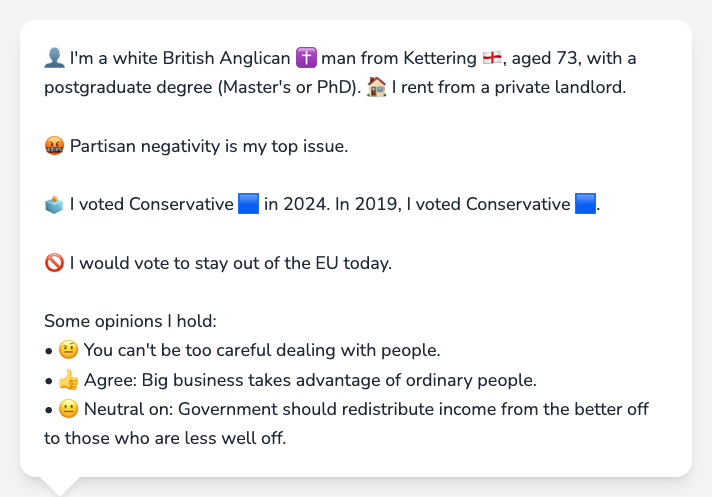 👤 I'm a white British Anglican ✝️ man from Kettering 🏴󠁧󠁢󠁥󠁮󠁧󠁿, aged 73, with a
postgraduate degree (Master's or PhD). 🏠 I rent from a private landlord.
🤬 Partisan negativity is my top issue.
🗳️ I voted Conservative 🟦 in 2024. In 2019, I voted Conservative 🟦.
🚫 I would vote to stay out of the EU today.
Some opinions I hold:
• 🤨 You can't be too careful dealing with people.
• 👍 Agree: Big business takes advantage of ordinary people.
• 😐 Neutral on: Government should redistribute income from the better off
to those who are less well off.